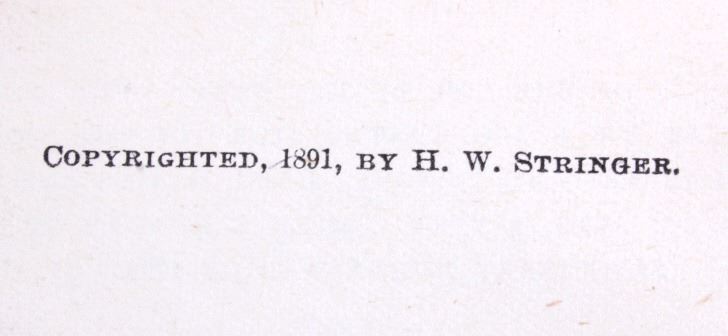 Copyrighted, 1891, by H. W. Stringer.